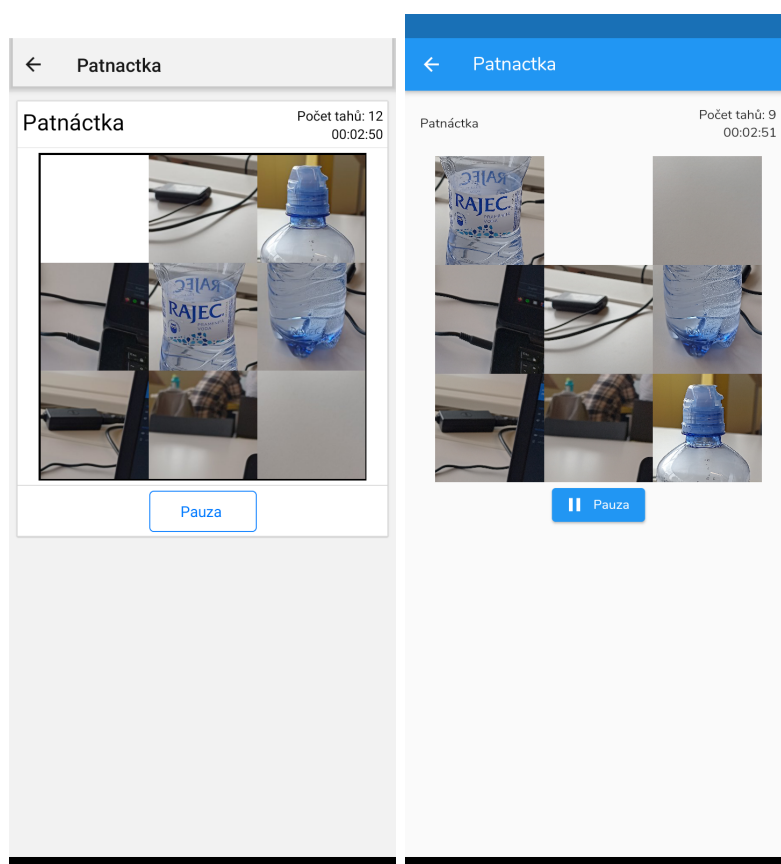 Patnactka
Patnáctka
Počet tahů: 12
00:02:50
RAJEC
RAJEC
Pauza
Patnactka
Patnáctka
Počet tahů: 9
00:02:51
RAJEC
RAJEC
Pauza